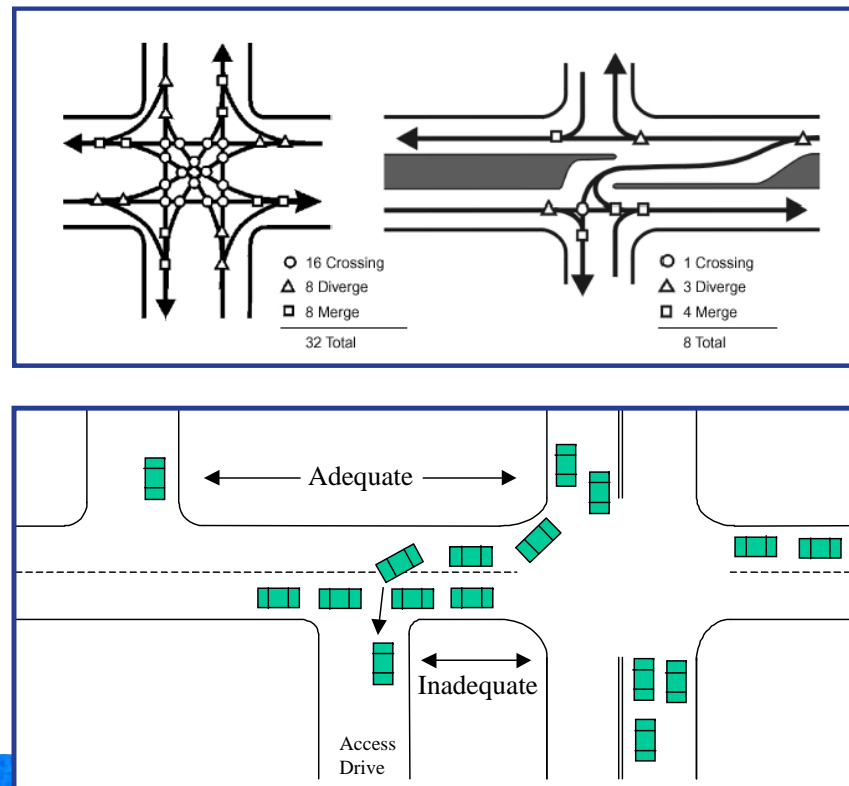 16 Crossing
8 Diverge
8 Merge
32 Total
1 Crossing
3 Diverge
4 Merge
8 Total
Adequate
Inadequate
Access
Drive